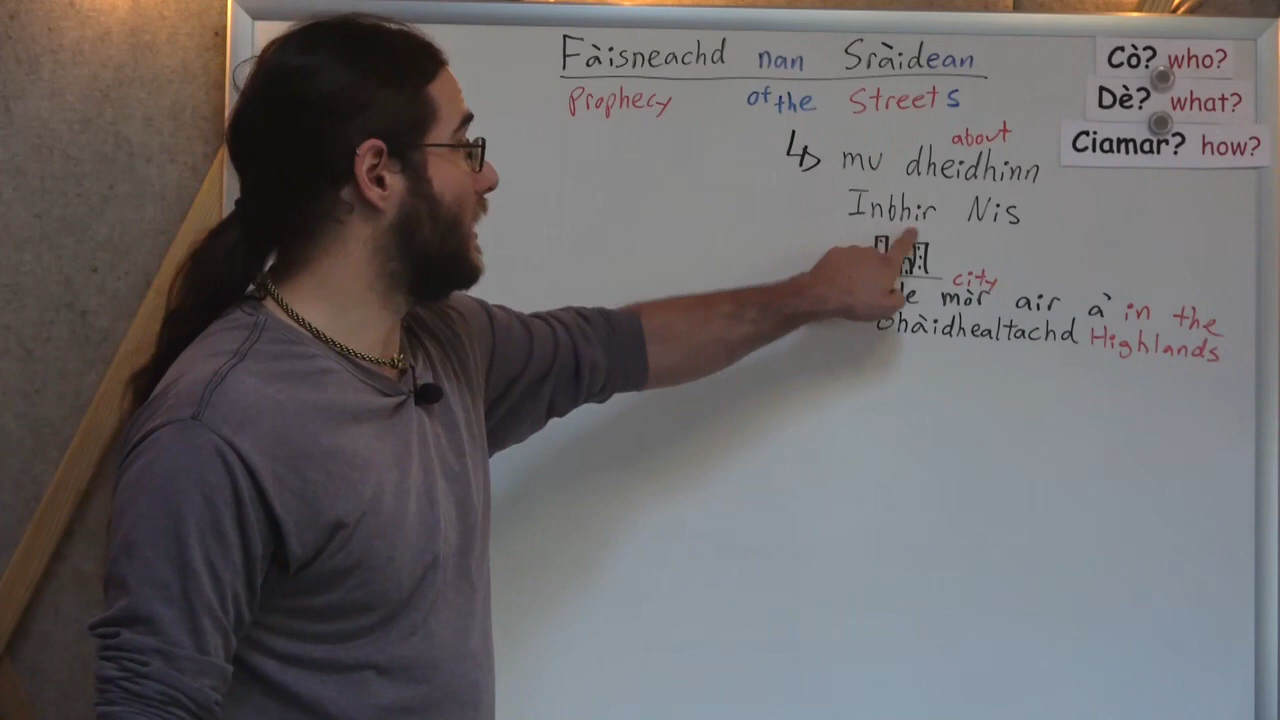 Fàisneachd nan Sràidean
Prophecy of the Streets
about
mu dheidhinn
Inbhir Nis
city
mòr air a' in the
Highlands
Cò? who?
Dè? what?
Ciamar? how?